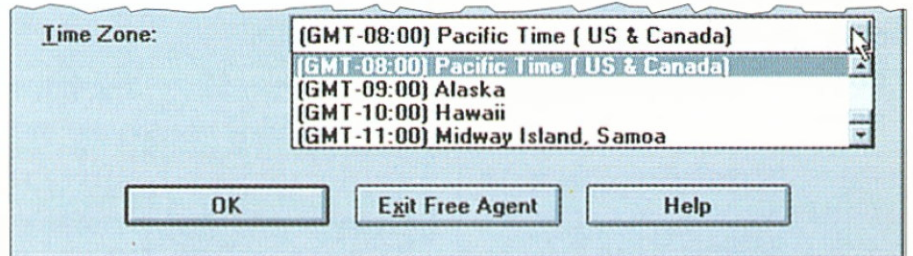 Time Zone:
(GMT-08:00) Pacific Time ( US & Canada)
(GMT-08:00) Pacific Time ( US & Canada)
(GMT-09:00) Alaska
(GMT-10:00) Hawaii
(GMT-11:00) Midway Island, Samoa
OK
Exit Free Agent
Help